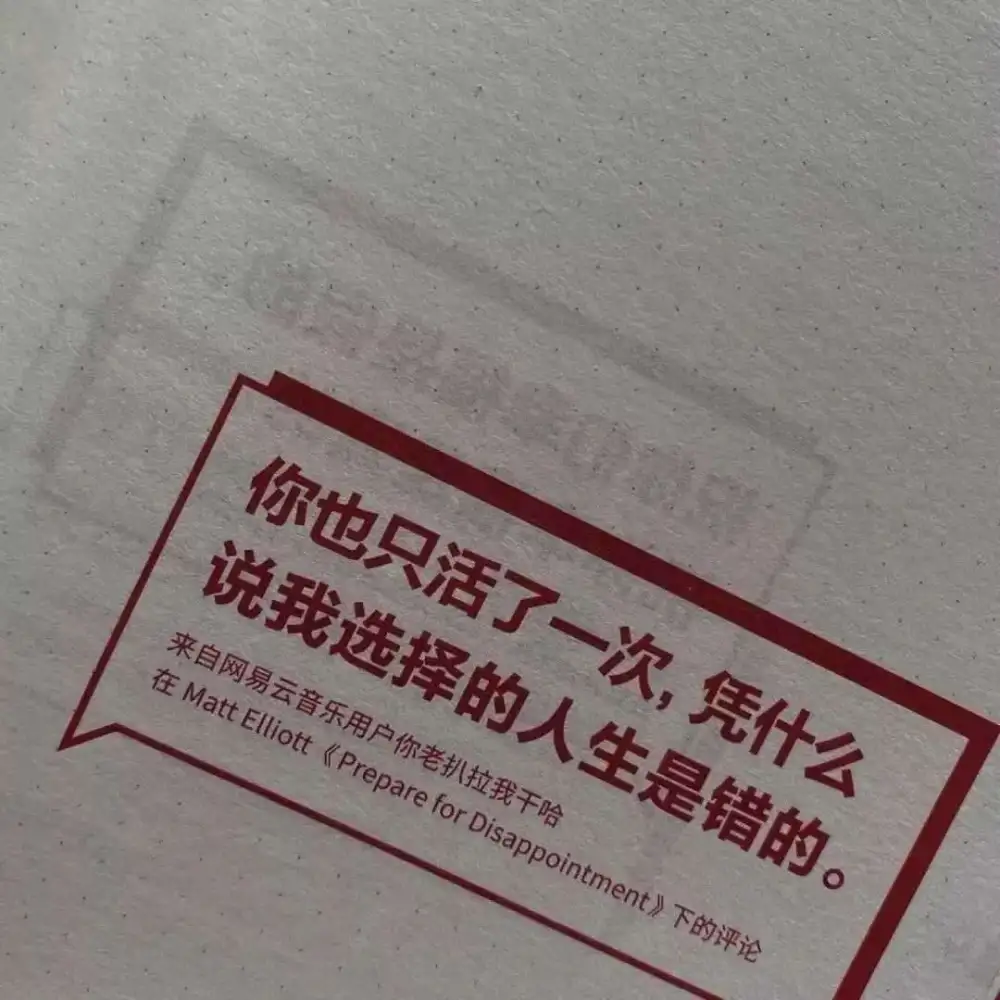 你也只活了一次，凭什么
说我选择的人生是错的。
来自网易云音乐用户你老扒拉我干哈
在 Matt Elliott《Prepare for Disappointment》下的评论